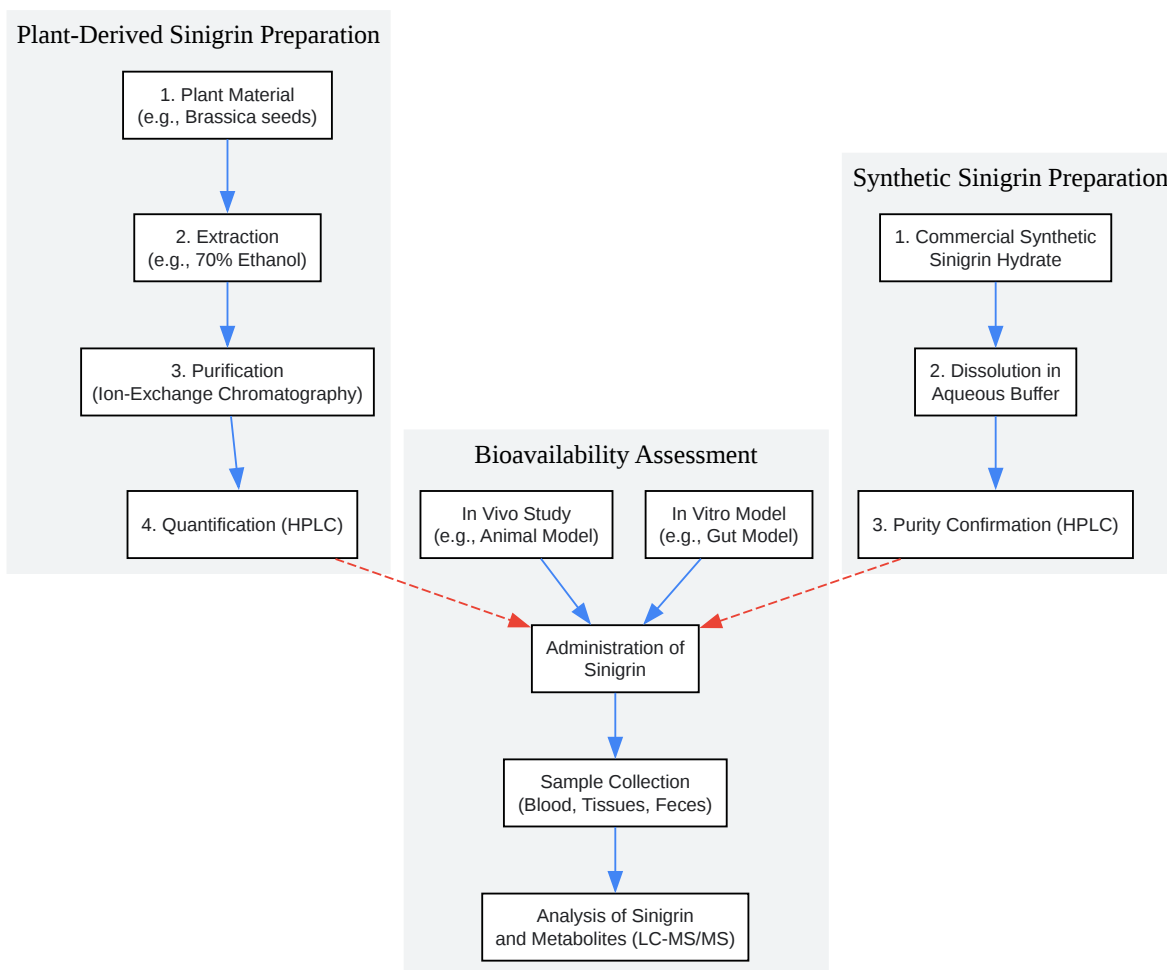 Plant-Derived Sinigrin Preparation
1. Plant Material
(e.g., Brassica seeds)
2. Extraction
(e.g., 70% Ethanol)
3. Purification
(Ion-Exchange Chromatography)
4. Quantification (HPLC)
Synthetic Sinigrin Preparation
1. Commercial Synthetic
Sinigrin Hydrate
2. Dissolution in
Aqueous Buffer
3. Purity Confirmation (HPLC)
Bioavailability Assessment
In Vivo Study
(e.g., Animal Model)
In Vitro Model
(e.g., Gut Model)
Administration of
Sinigrin
Sample Collection
(Blood, Tissues, Feces)
Analysis of Sinigrin
and Metabolites (LC-MS/MS)